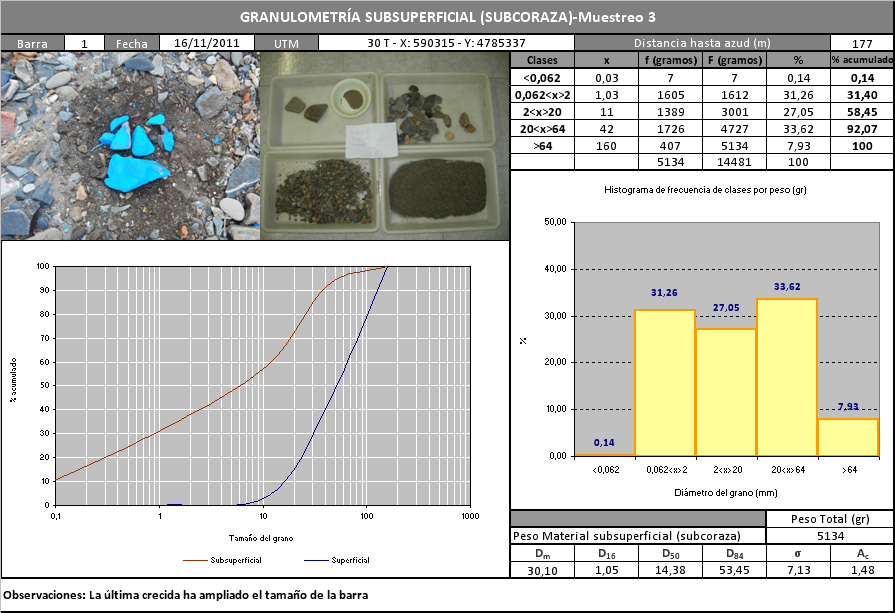 GRANULOMETRÍA SUBSUPERFICIAL (SUBCORAZA)-Muestreo 3
Barra 1 Fecha 16/11/2011 UTM 30 T - X: 590315 - Y: 4785337 Distancia hasta azud (m) 177
Clases x f (gramos) F (gramos) % % acumulado
<0,062 0,03 7 7 0,14 0,14
0,062<x>2 1,03 1605 1612 31,26 31,40
2<x>20 11 1389 3001 27,05 58,45
20<x>64 42 1726 4727 33,62 92,07
>64 160 407 5134 7,93 100
5134 14481 100
Histograma de frecuencia de clases por peso (gr)
50,00
40,00
30,00
20,00
10,00
0,00
%
0,14
31,26
27,05
33,62
7,93
<0,062 0,062<x>2 2<x>20 20<x>64 >64
Diámetro del grano (mm)
100
90
80
70
60
50
40
30
20
10
0
% acumulado
0,1 1 10 100 1000
Tamaño del grano
Subsuperficial Superficial
Peso Total (gr)
Peso Material subsuperficial (subcoraza) 5134
Dm D16 D50 D84 σ Ac
30,10 1,05 14,38 53,45 7,13 1,48
Observaciones: La última crecida ha ampliado el tamaño de la barra